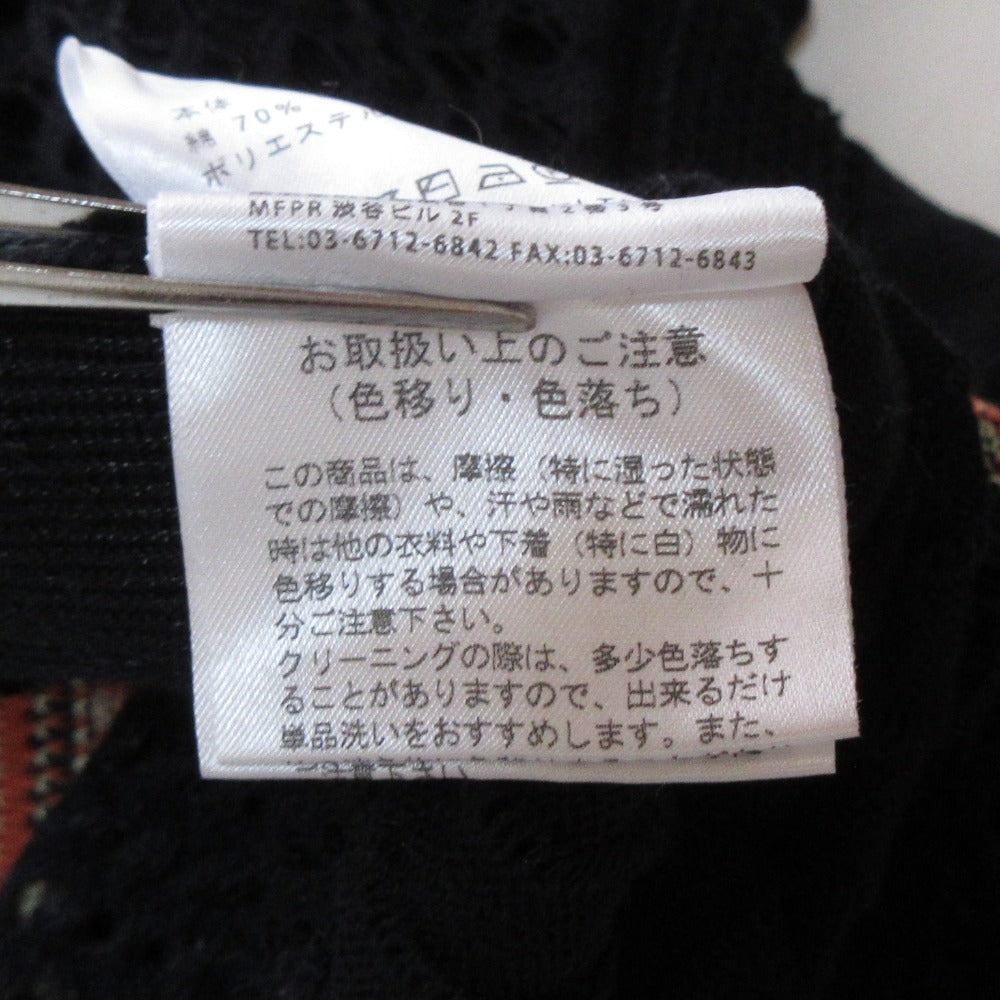 本体
綿 70%
ポリエステル
MFPR 渋谷ビル 2F
TEL:03-6712-6842 FAX:03-6712-6843
お取扱い上のご注意
(色移り・色落ち)
この商品は、摩擦(特に湿った状態
での摩擦)や、汗や雨などで濡れた
時は他の衣料や下着(特に白)物に
色移りする場合がありますので、十
分ご注意下さい。
クリーニングの際は、多少色落ちす
ることがありますので、出来るだけ
単品洗いをおすすめします。また、